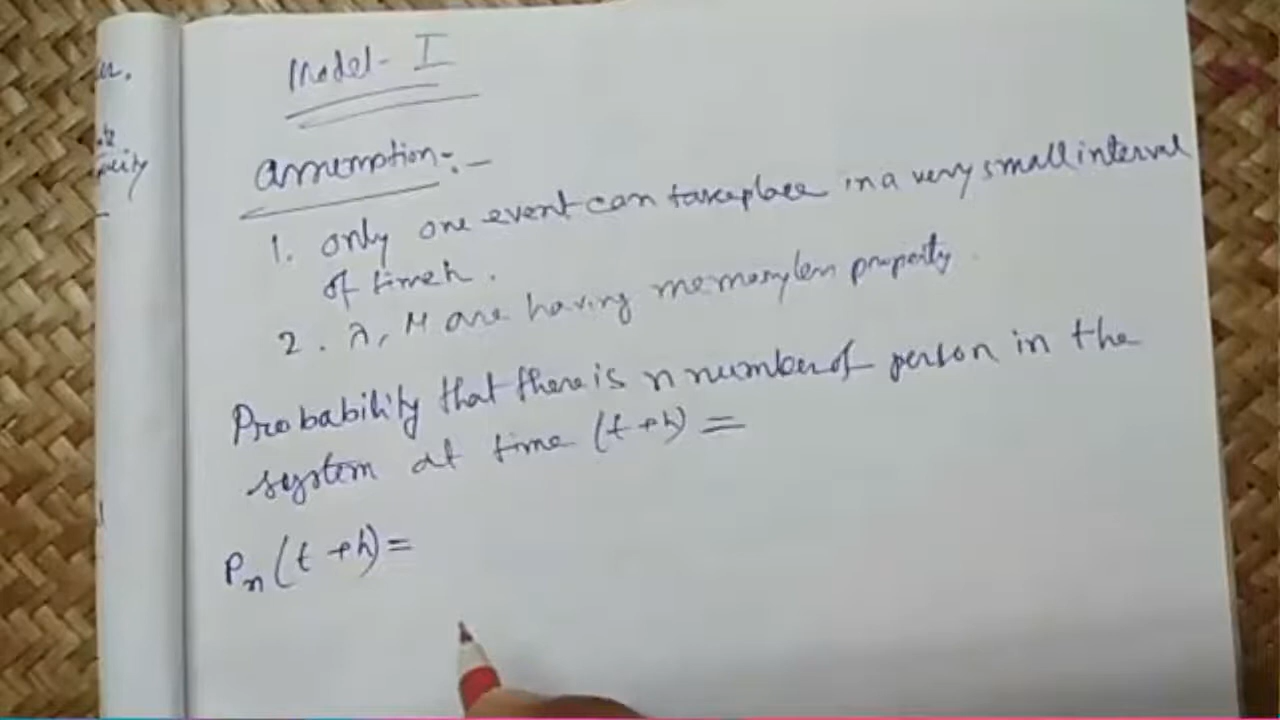 Model- I
Assumption:-
1. only one event can take place in a very small interval
of time h.
2. λ, μ are having memoryless property.
Probability that there is n number of person in the
system at time (t+h) =
Pn(t+h)=